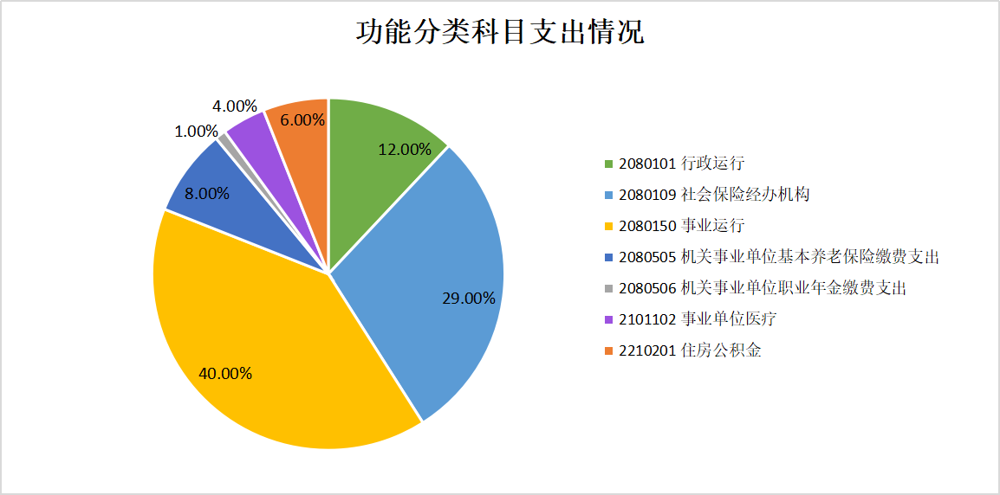 功能分类科目支出情况
4.00%
6.00%
1.00%
12.00%
8.00%
29.00%
40.00%
2080101 行政运行
2080109 社会保险经办机构
2080150 事业运行
2080505 机关事业单位基本养老保险缴费支出
2080506 机关事业单位职业年金缴费支出
2101102 事业单位医疗
2210201 住房公积金